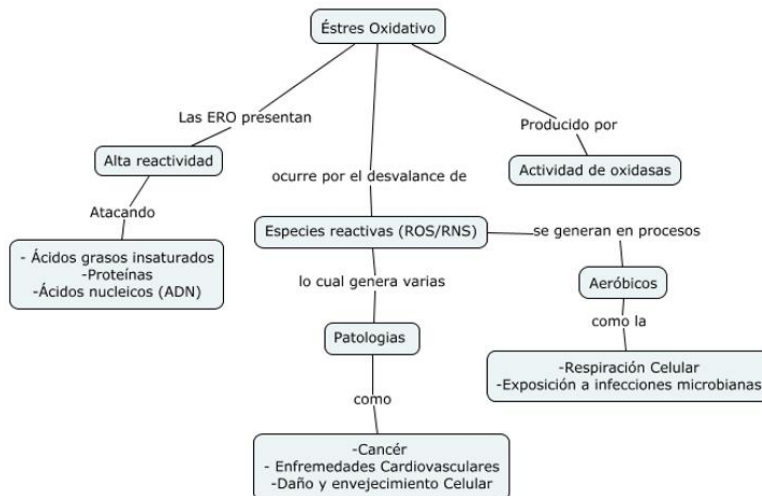 Éstres Oxidativo
Las ERO presentan
Producido por
Alta reactividad
ocurre por el desvalance de
Actividad de oxidasas
Atacando
Especies reactivas (ROS/RNS)
se generan en procesos
- Ácidos grasos insaturados
-Proteínas
-Ácidos nucleicos (ADN)
lo cual genera varias
Aeróbicos
Patologias
como la
-Respiración Celular
-Exposición a infecciones microbianas
como
-Cancér
- Enfremedades Cardiovasculares
-Daño y envejecimiento Celular